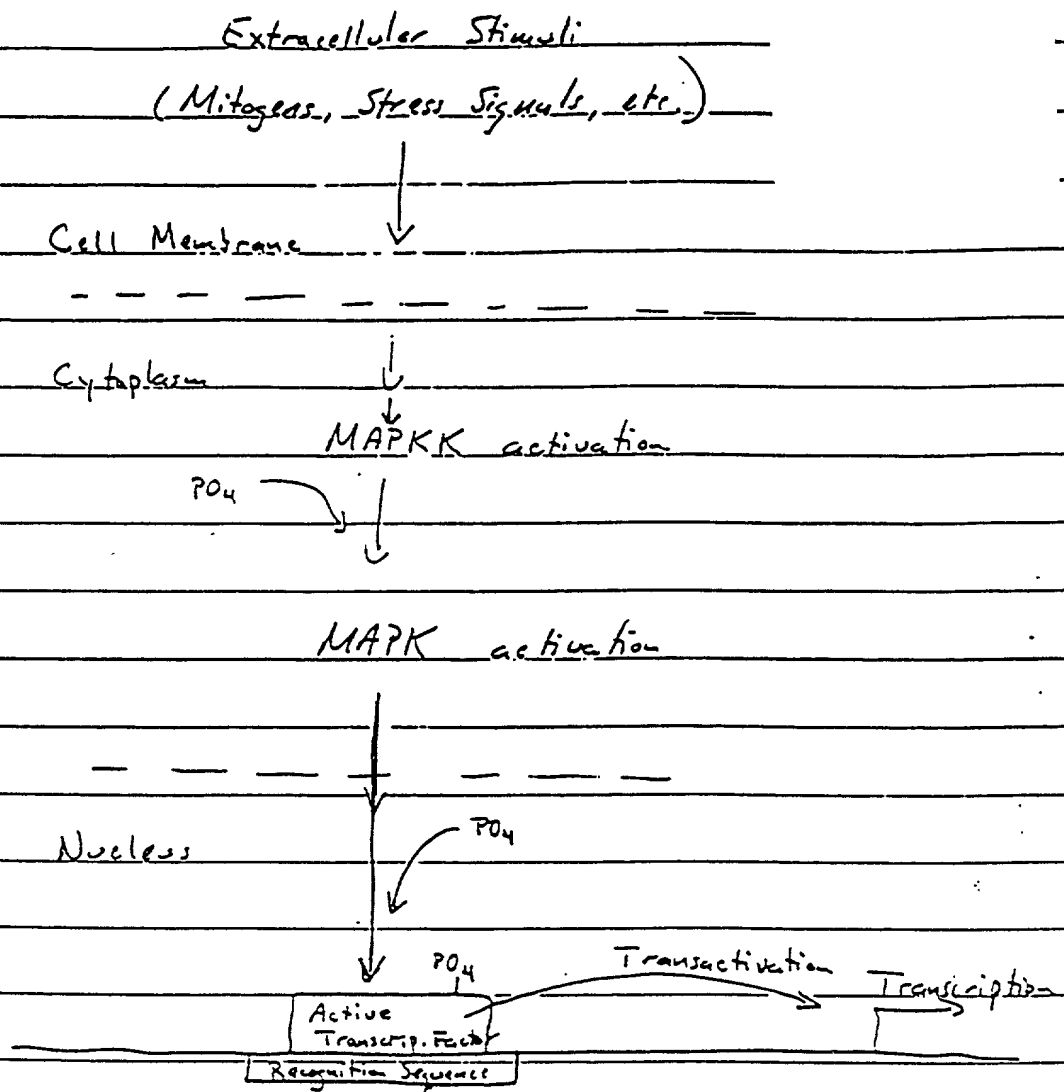 Extracellular Stimuli
(Mitogens, Stress Signals, etc.)
Cell Membrane
Cytoplasm
MAPKK activation
PO4
MAPK activation
Nucleus
PO4
PO4
Transactivation
Transcription
Active
Transcrip. Factor
Recognition Sequence